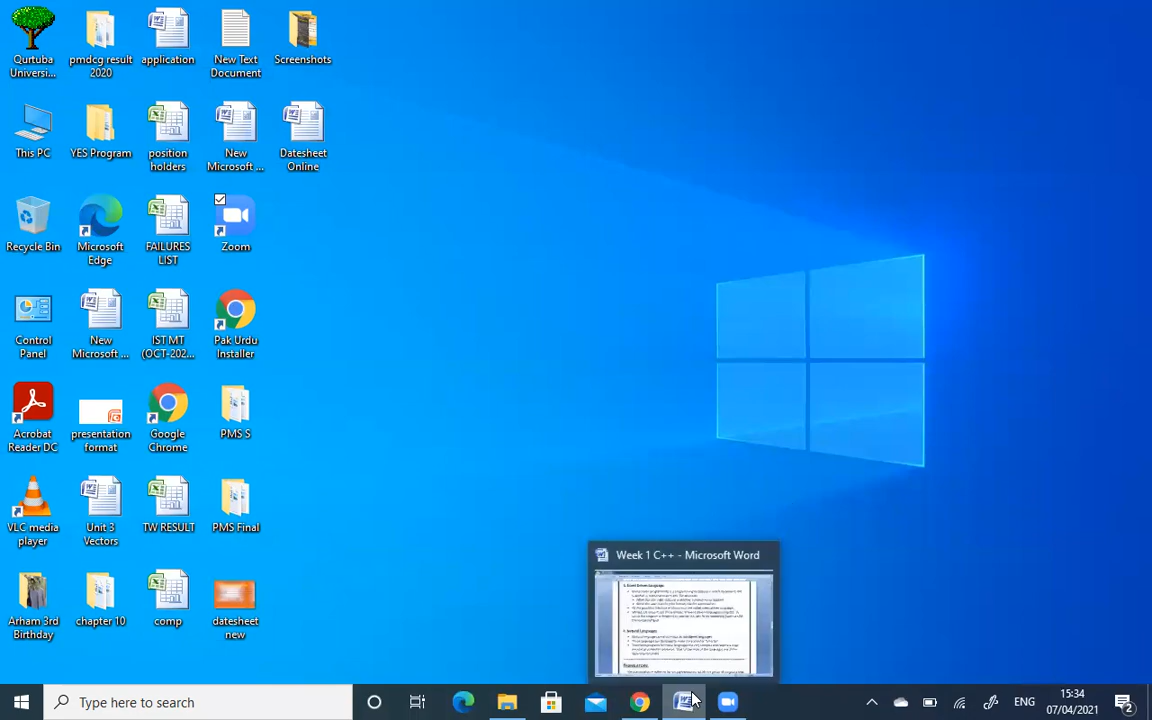 Qurtuba
Universi...
pmdcg result
2020
application
New Text
Document
Screenshots
This PC
YES Program
position
holders
New
Microsoft ...
Datesheet
Online
Recycle Bin
Microsoft
Edge
FAILURES
LIST
Zoom
Control
Panel
New
Microsoft ...
IST MT
(OCT-202...
Pak Urdu
Installer
Acrobat
Reader DC
presentation
format
Google
Chrome
PMS S
VLC media
player
Unit 3
Vectors
TW RESULT
PMS Final
Week 1 C++ - Microsoft Word
Arham 3rd
Birthday
chapter 10
comp
datesheet
new
Type here to search
ENG
15:34
07/04/2021
2